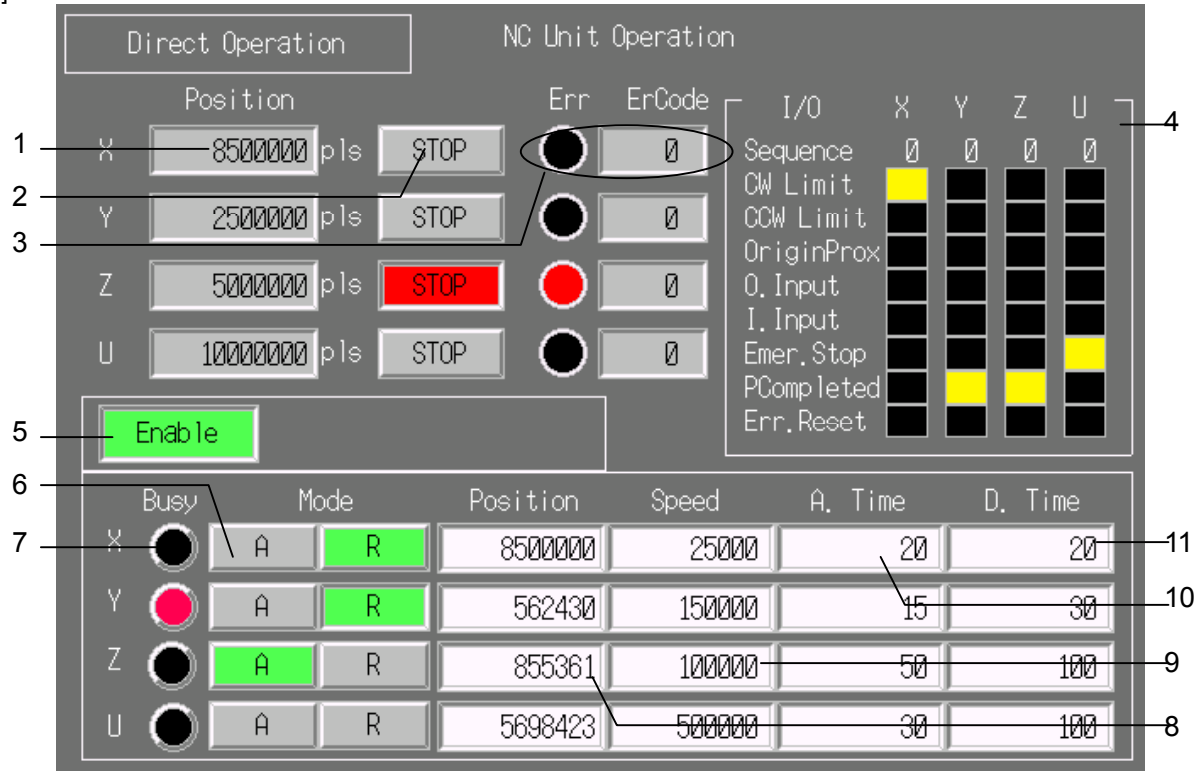 ]
Direct Operation NC Unit Operation
Position Err ErCode I/O X Y Z U 4
1 X 8500000 pls STOP 0 Sequence 0 0 0 0
CW Limit
2 Y 2500000 pls STOP 0 CCW Limit
3 OriginProx
Z 5000000 pls STOP 0 O.Input
I.Input
U 10000000 pls STOP 0 Emer.Stop
PCompleted
5 Enable Err.Reset
6 Busy Mode Position Speed A. Time D. Time
7 X A R 8500000 25000 20 20 11
Y A R 562430 150000 15 30 10
Z A R 855361 100000 50 100 9
U A R 5698423 500000 30 100 8